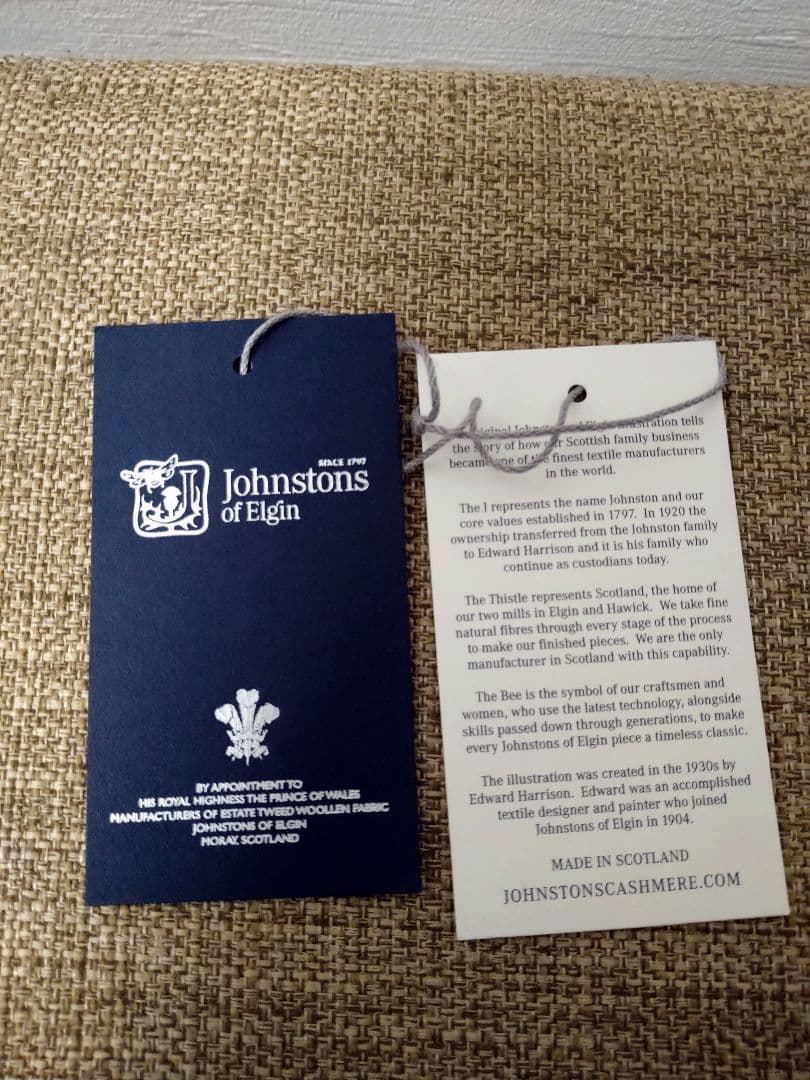 SINCE 1797
Johnstons
of Elgin
BY APPOINTMENT TO
HIS ROYAL HIGHNESS THE PRINCE OF WALES
MANUFACTURERS OF ESTATE TWEED WOOLLEN FABRIC
JOHNSTONS OF ELGIN
MORAY, SCOTLAND
illustration tells
the story of how our Scottish family business
became one of the finest textile manufacturers
in the world.
The J represents the name Johnston and our
core values established in 1797. In 1920 the
ownership transferred from the Johnston family
to Edward Harrison and it is his family who
continue as custodians today.
The Thistle represents Scotland, the home of
our two mills in Elgin and Hawick. We take fine
natural fibres through every stage of the process
to make our finished pieces. We are the only
manufacturer in Scotland with this capability.
The Bee is the symbol of our craftsmen and
women, who use the latest technology, alongside
skills passed down through generations, to make
every Johnstons of Elgin piece a timeless classic.
The illustration was created in the 1930s by
Edward Harrison. Edward was an accomplished
textile designer and painter who joined
Johnstons of Elgin in 1904.
MADE IN SCOTLAND
JOHNSTONSCASHMERE.COM